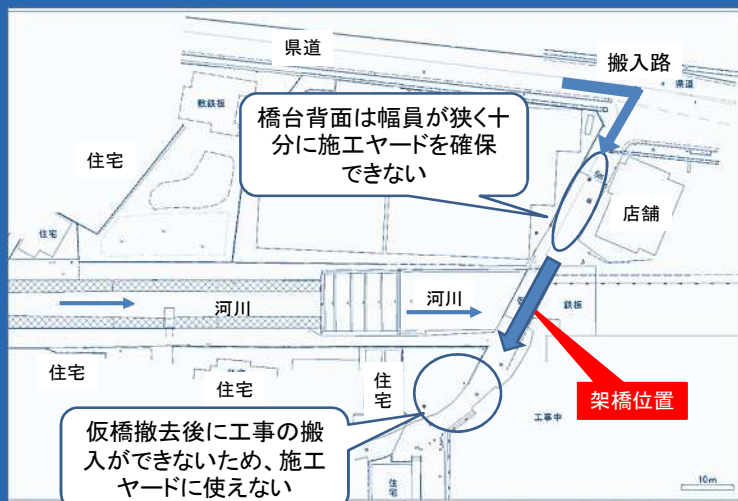 県道
搬入路
県道
敷鉄板
橋台背面は幅員が狭く十
分に施工ヤードを確保
できない
住宅
店舗
住宅
河川
河川
鉄板
住宅
住宅
住
宅
架橋位置
工事中
仮橋撤去後に工事の搬
入ができないため、施工
ヤードに使えない
住宅
10m